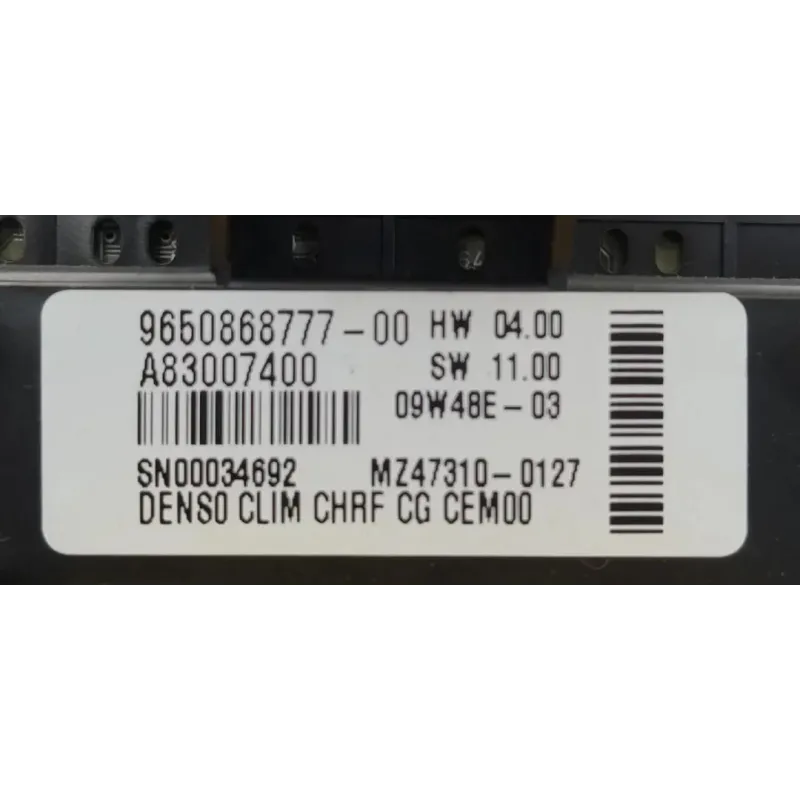 9650868777-00 HW 04.00
A83007400 SW 11.00
09W48E-03
SN00034692 MZ47310-0127
DENSO CLIM CHRF CG CEM00